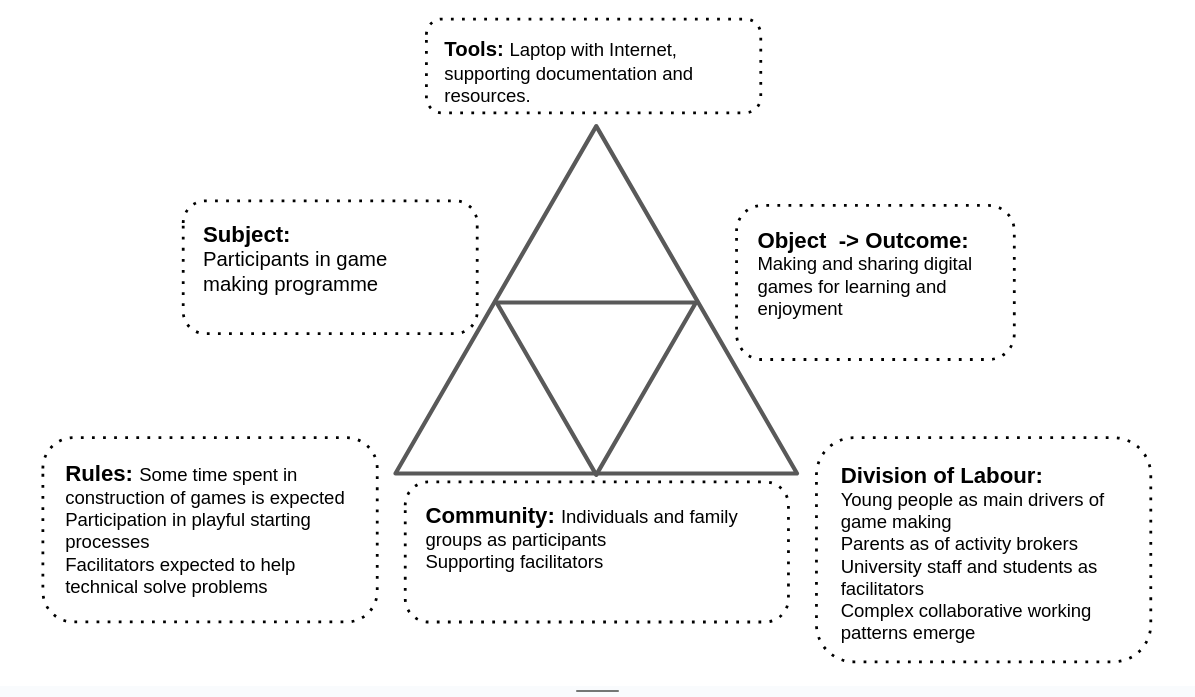 Tools: Laptop with Internet,
supporting documentation and
resources.
Subject:
Participants in game
making programme
Object  -> Outcome:
Making and sharing digital
games for learning and
enjoyment
Rules: Some time spent in
construction of games is expected
Participation in playful starting
processes
Facilitators expected to help
technical solve problems
Community: Individuals and family
groups as participants
Supporting facilitators
Division of Labour:
Young people as main drivers of
game making
Parents as of activity brokers
University staff and students as
facilitators
Complex collaborative working
patterns emerge